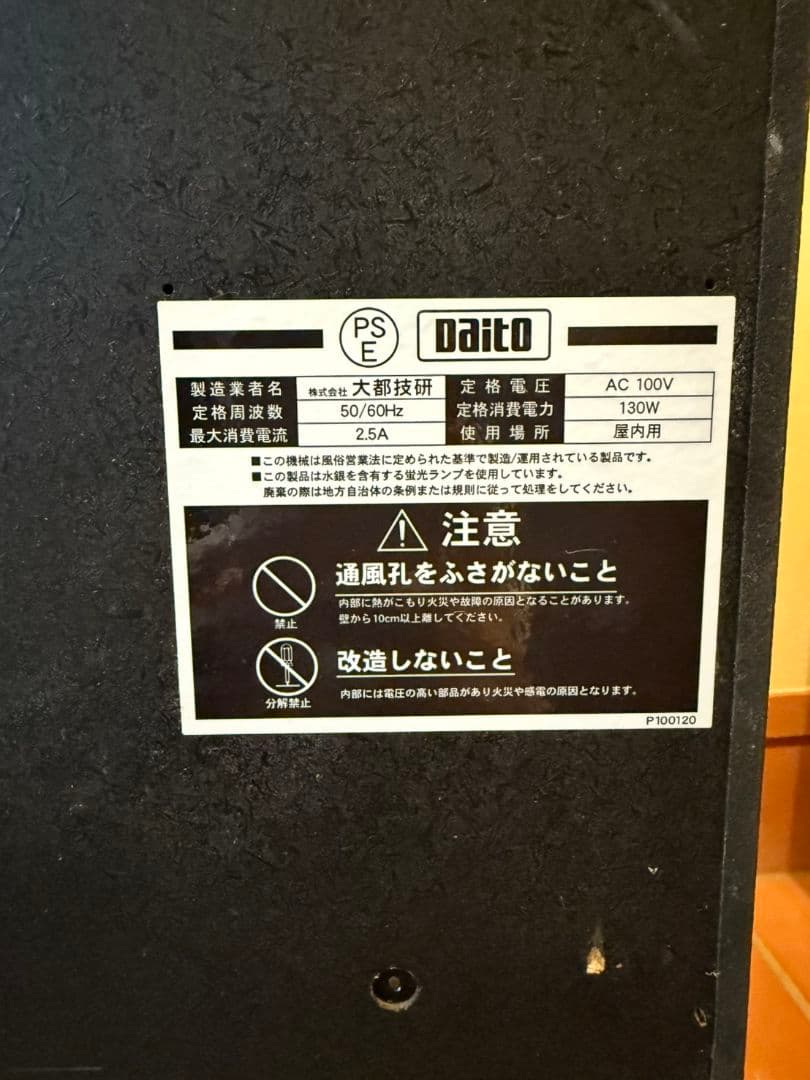 PS
E
Daito
製造業者名 株式会社 大都技研 定格電圧 AC 100V
定格周波数 50/60Hz 定格消費電力 130W
最大消費電流 2.5A 使用場所 屋内用
■この機械は風俗営業法に定められた基準で製造/運用されている製品です。
■この製品は水銀を含有する蛍光ランプを使用しています。
廃棄の際は地方自治体の条例または規則に従って処理をしてください。
注意
通風孔をふさがないこと
内部に熱がこもり火災や故障の原因となることがあります。
壁から10cm以上離してください。
禁止
改造しないこと
内部には電圧の高い部品があり火災や感電の原因となります。
分解禁止
P100120